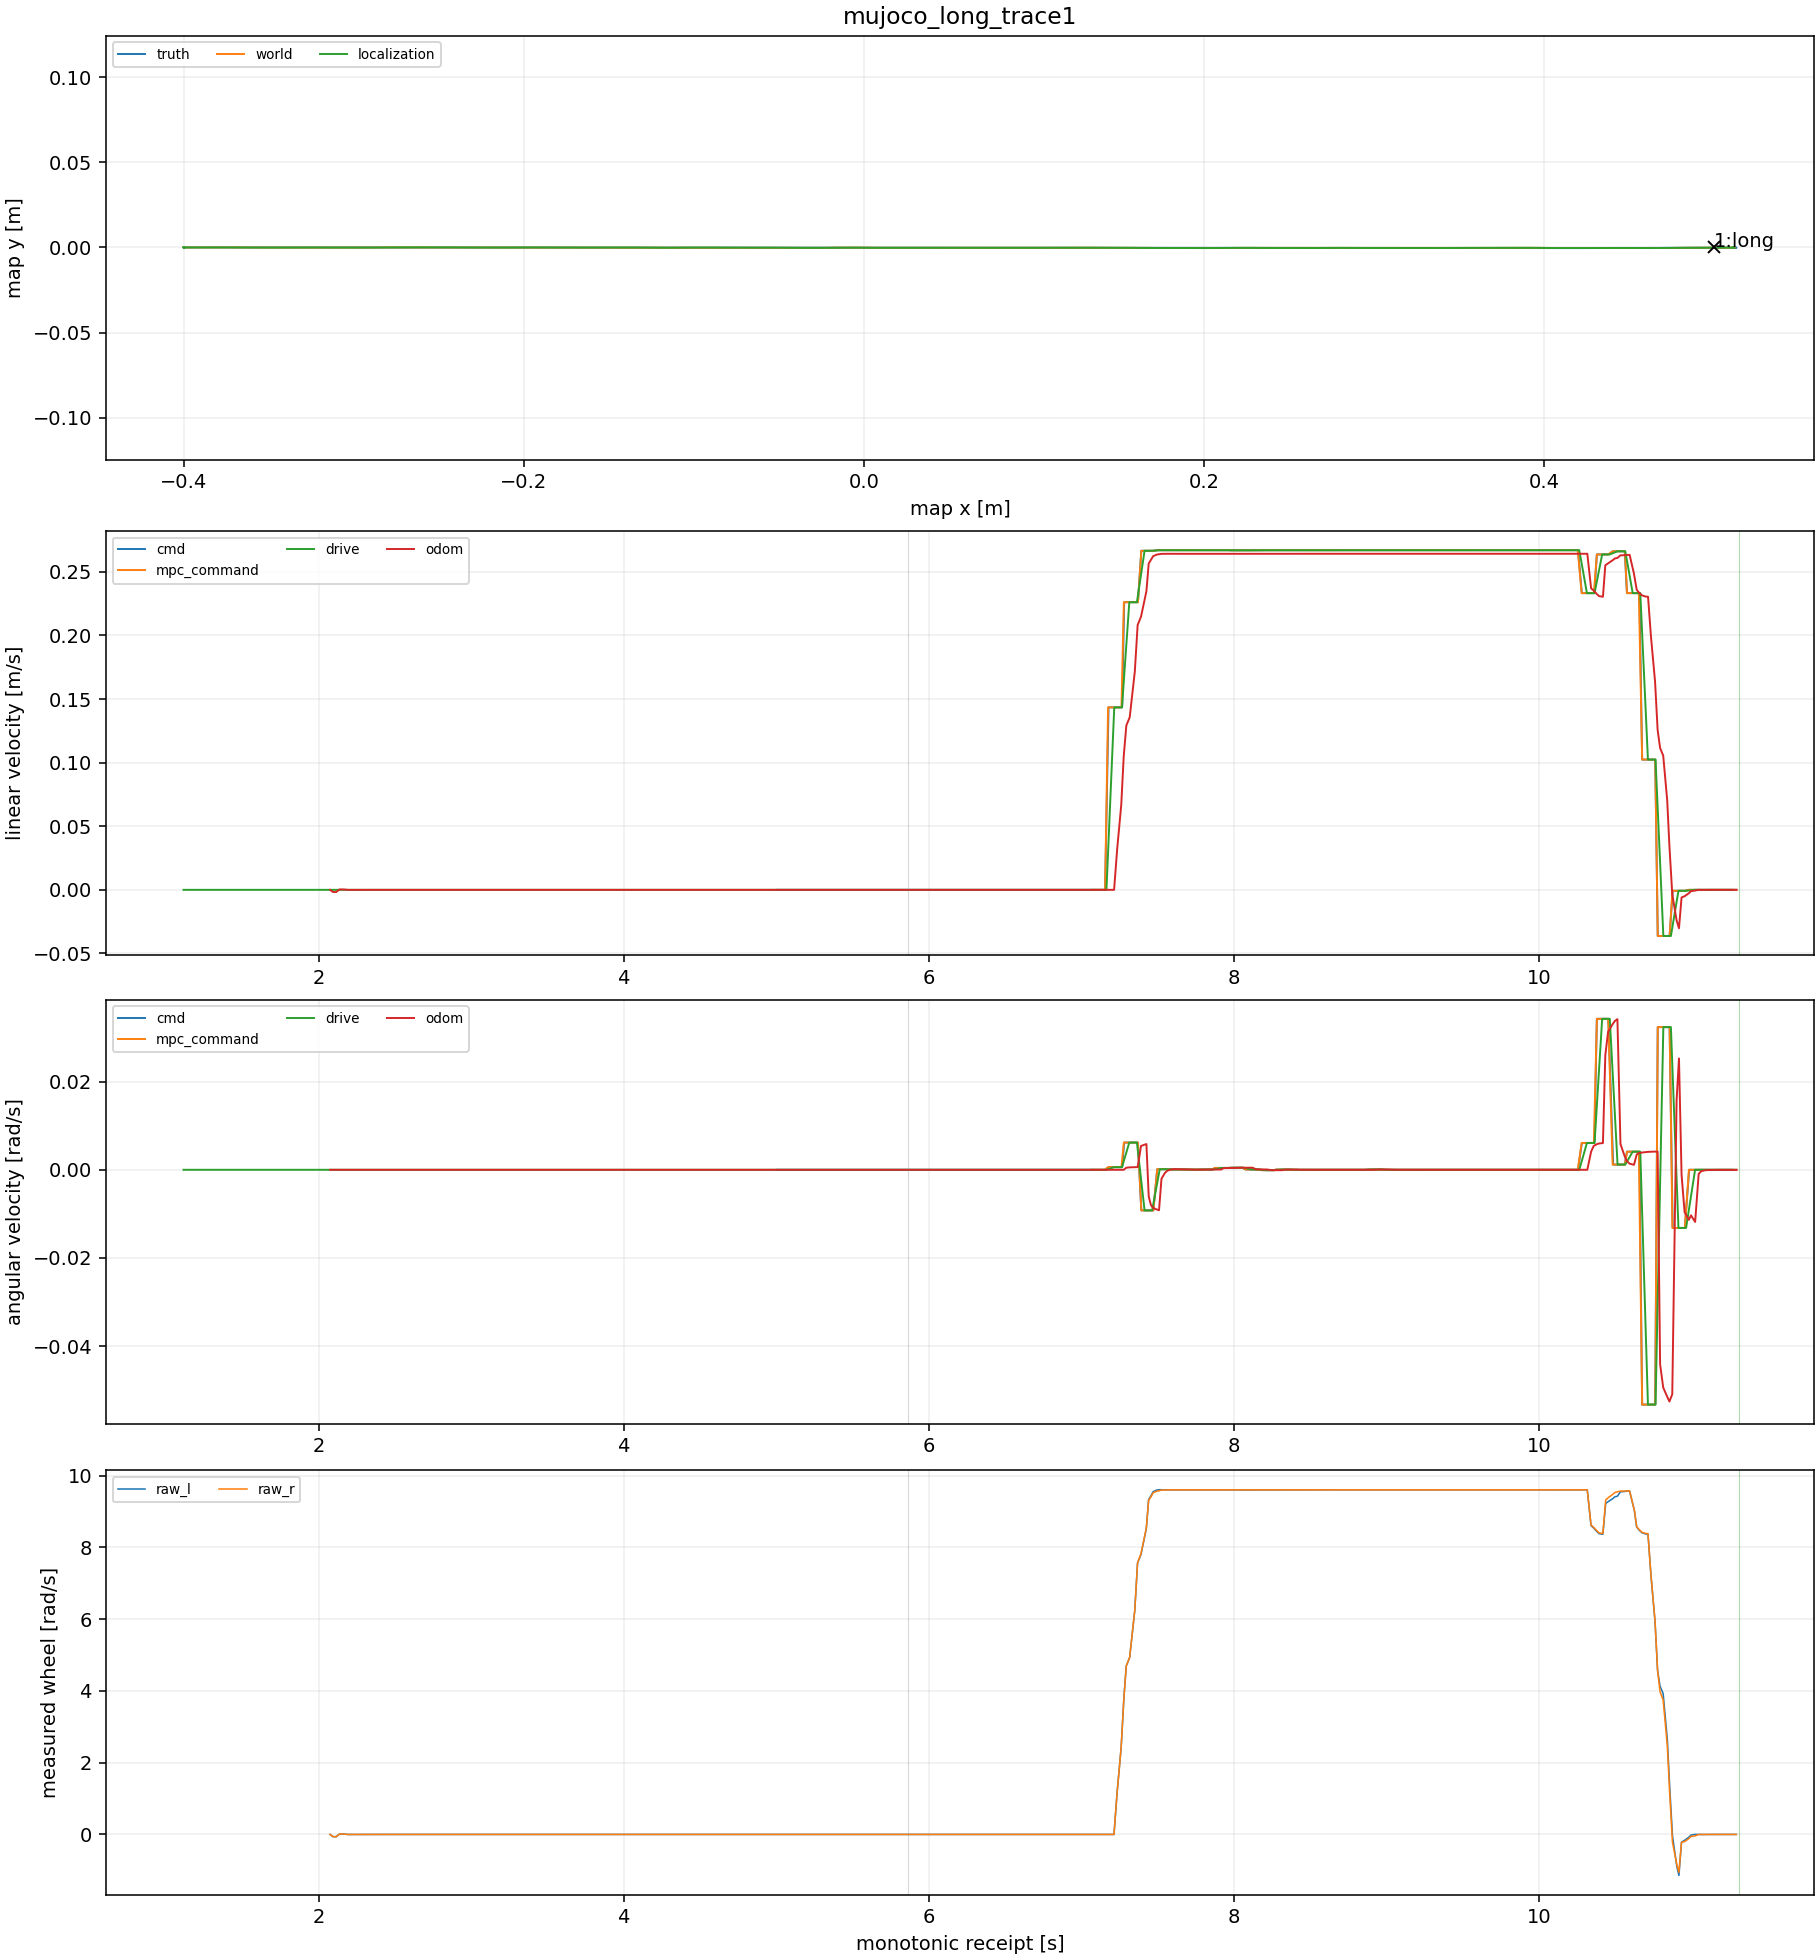 mujoco_long_trace1
truth world localization
0.10
0.05
0.00
−0.05
−0.10
map y [m]
1:long
−0.4 −0.2 0.0 0.2 0.4
map x [m]
cmd drive odom
mpc_command
0.25
0.20
0.15
0.10
0.05
0.00
−0.05
linear velocity [m/s]
2 4 6 8 10
cmd drive odom
mpc_command
0.02
0.00
−0.02
−0.04
angular velocity [rad/s]
2 4 6 8 10
raw_l raw_r
10
8
6
4
2
0
measured wheel [rad/s]
2 4 6 8 10
monotonic receipt [s]